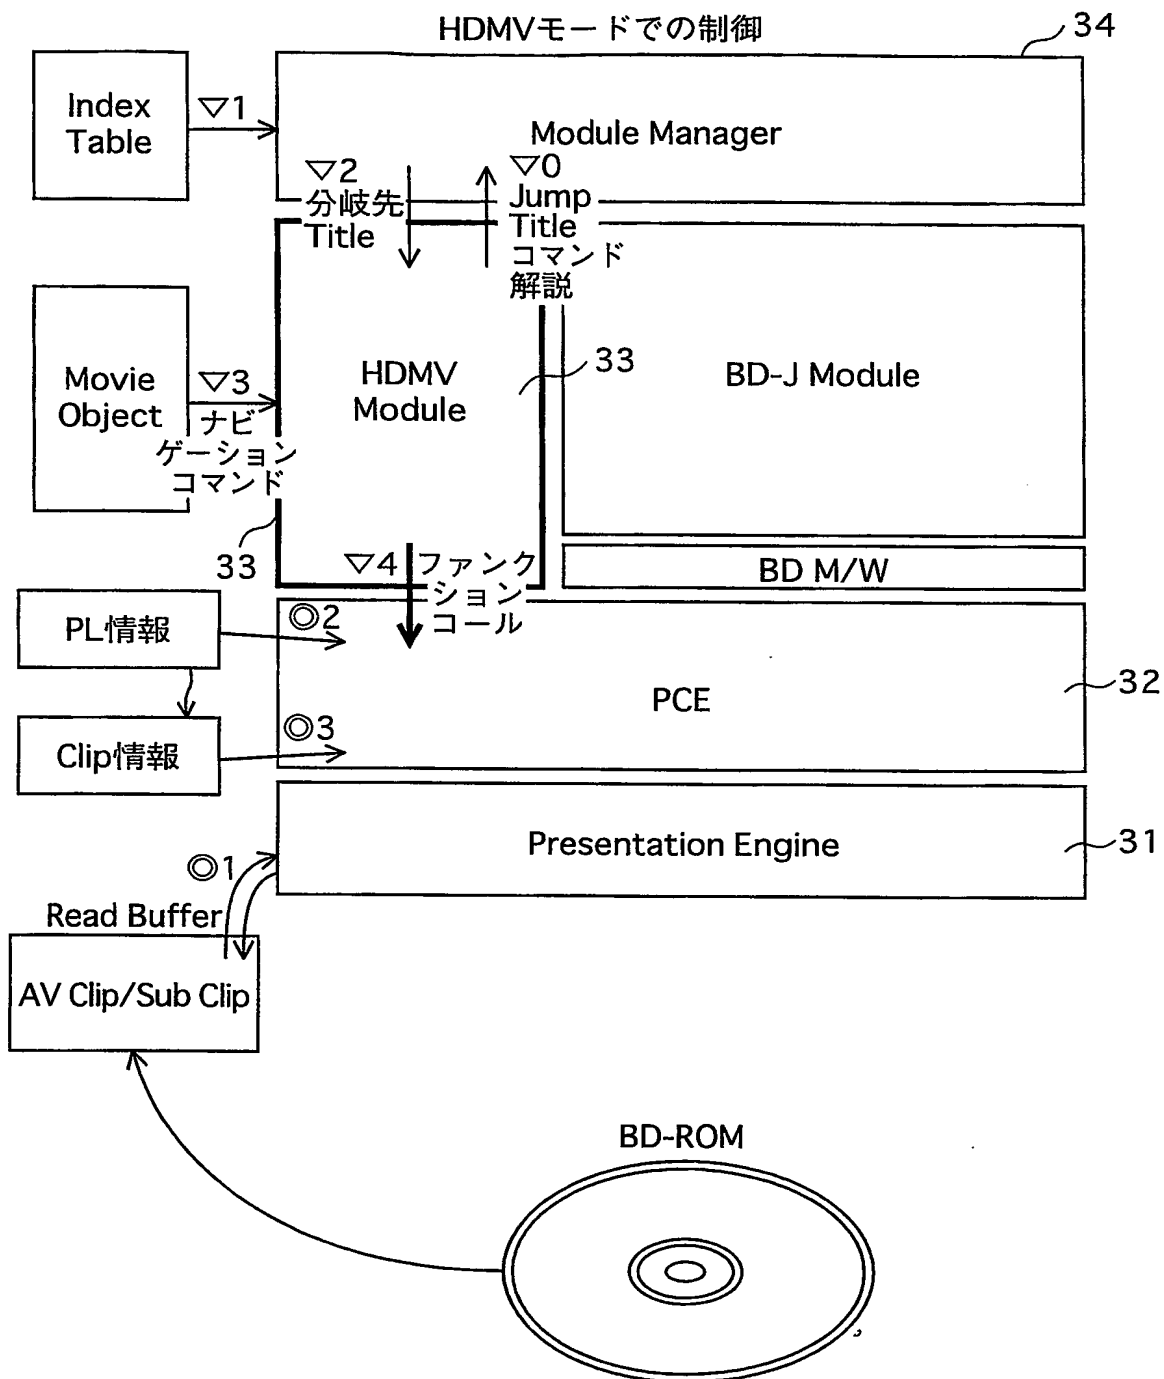 HDMVモードでの制御
34
Index
Table
▽1
Module Manager
▽2
分岐先
Title
▽0
Jump
Title
コマンド
解説
Movie
Object
▽3
ナビ
ゲーション
コマンド
HDMV
Module
33
BD-J Module
33
▽4
ファンク
ション
コール
BD M/W
PL情報
◎2
PCE
32
Clip情報
◎3
Presentation Engine
31
◎1
Read Buffer
AV Clip/Sub Clip
BD-ROM